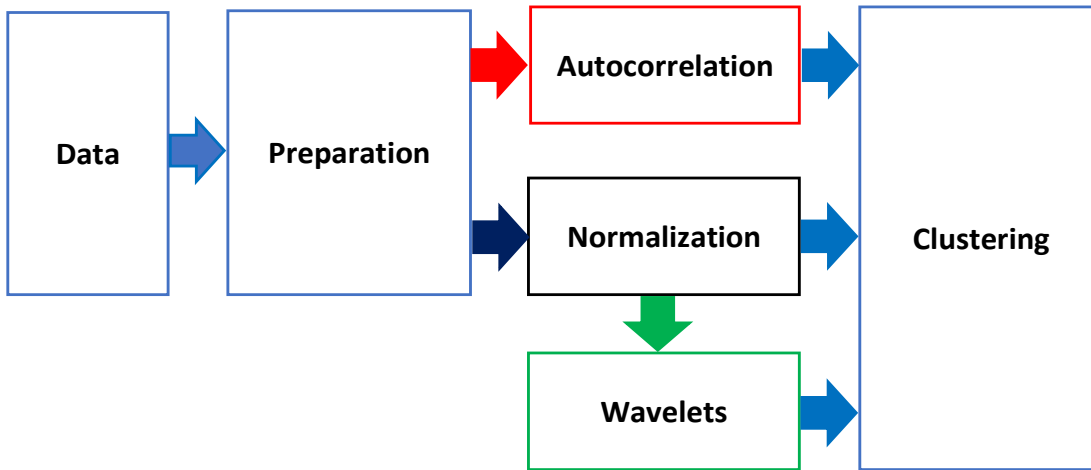 Data
Preparation
Autocorrelation
Normalization
Wavelets
Clustering